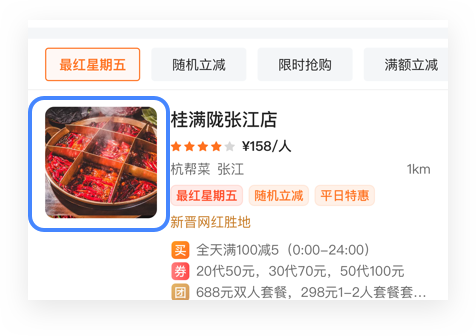 最红星期五 随机立减 限时抢购 满额立减
桂满陇张江店
¥158/人
杭帮菜 张江 1km
最红星期五 随机立减 平日特惠
新晋网红胜地
买 全天满100减5（0:00-24:00）
券 20代50元，30代70元，50代100元
团 688元双人套餐，298元1-2人套餐套…